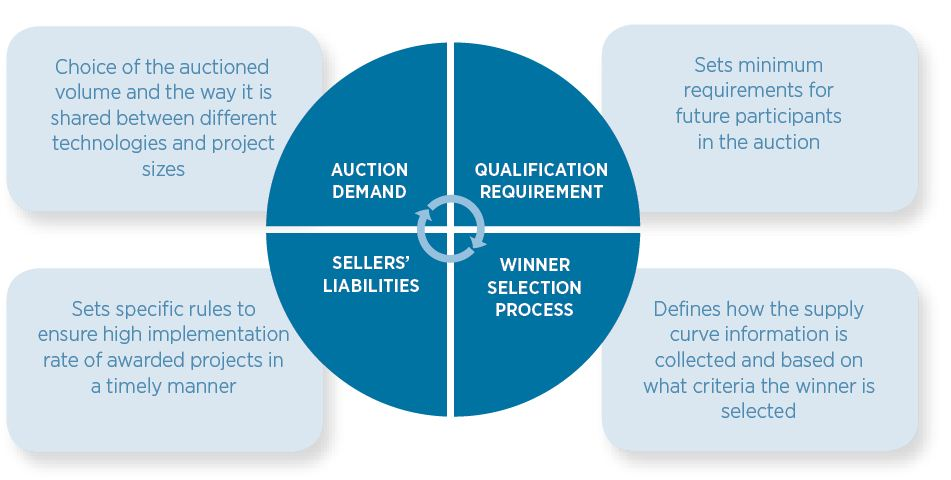 Choice of the auctioned
volume and the way it is
shared between different
technologies and project
sizes
AUCTION
DEMAND
QUALIFICATION
REQUIREMENT
Sets minimum
requirements for
future participants
in the auction
Sets specific rules to
ensure high implementation
rate of awarded projects in
a timely manner
SELLERS'
LIABILITIES
WINNER
SELECTION
PROCESS
Defines how the supply
curve information is
collected and based on
what criteria the winner is
selected